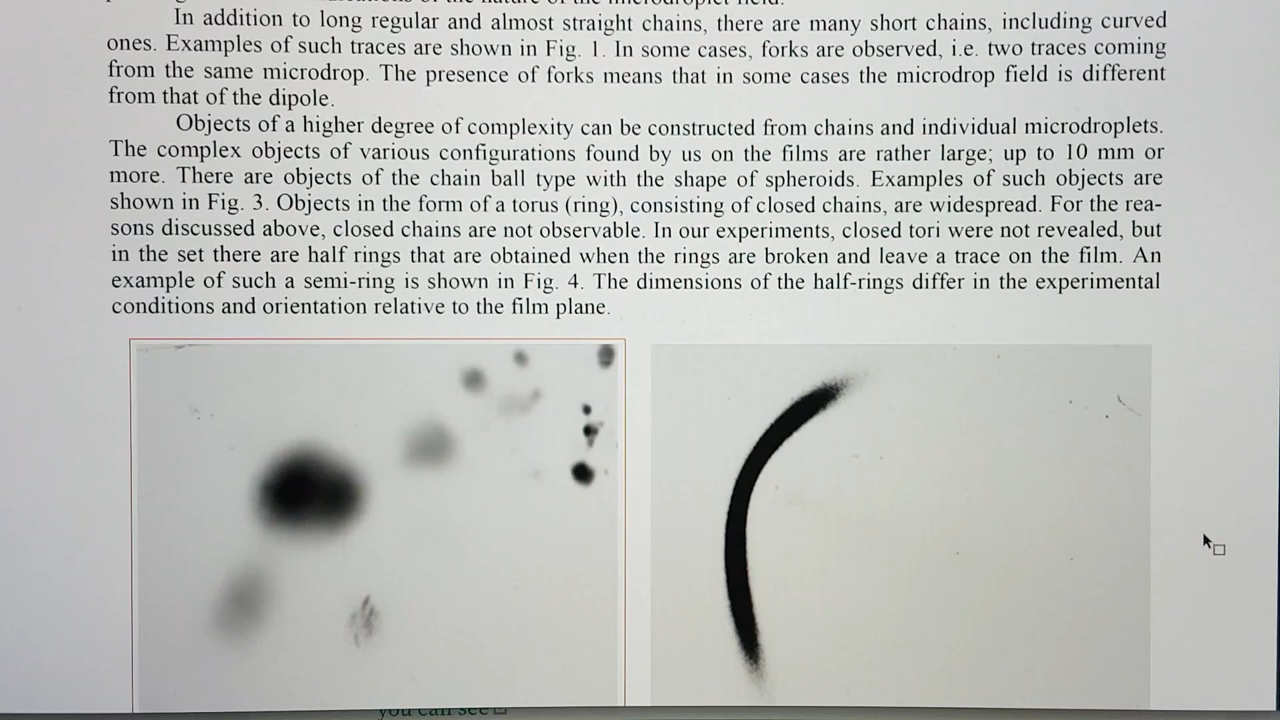 In addition to long regular and almost straight chains, there are many short chains, including curved
ones. Examples of such traces are shown in Fig. 1. In some cases, forks are observed, i.e. two traces coming
from the same microdrop. The presence of forks means that in some cases the microdrop field is different
from that of the dipole.
Objects of a higher degree of complexity can be constructed from chains and individual microdroplets.
The complex objects of various configurations found by us on the films are rather large; up to 10 mm or
more. There are objects of the chain ball type with the shape of spheroids. Examples of such objects are
shown in Fig. 3. Objects in the form of a torus (ring), consisting of closed chains, are widespread. For the rea-
sons discussed above, closed chains are not observable. In our experiments, closed tori were not revealed, but
in the set there are half rings that are obtained when the rings are broken and leave a trace on the film. An
example of such a semi-ring is shown in Fig. 4. The dimensions of the half-rings differ in the experimental
conditions and orientation relative to the film plane.
you can see